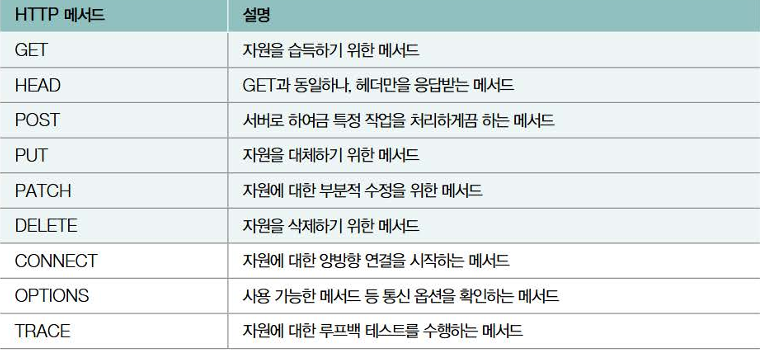 HTTP 메서드 설명
GET 자원을 습득하기 위한 메서드
HEAD GET과 동일하나, 헤더만을 응답받는 메서드
POST 서버로 하여금 특정 작업을 처리하게끔 하는 메서드
PUT 자원을 대체하기 위한 메서드
PATCH 자원에 대한 부분적 수정을 위한 메서드
DELETE 자원을 삭제하기 위한 메서드
CONNECT 자원에 대한 양방향 연결을 시작하는 메서드
OPTIONS 사용 가능한 메서드 등 통신 옵션을 확인하는 메서드
TRACE 자원에 대한 루프백 테스트를 수행하는 메서드